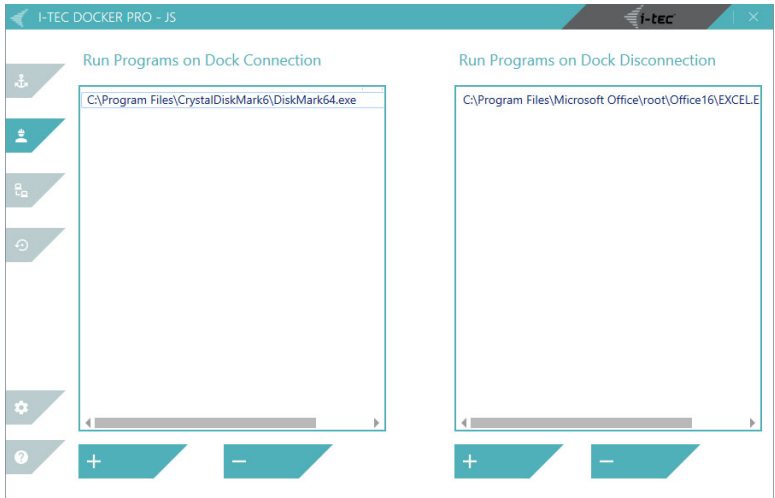 I-TEC DOCKER PRO - JS
i-tec
Run Programs on Dock Connection
Run Programs on Dock Disconnection
C:\Program Files\CrystalDiskMark6\DiskMark64.exe
C:\Program Files\Microsoft Office\root\Office16\EXCEL.E